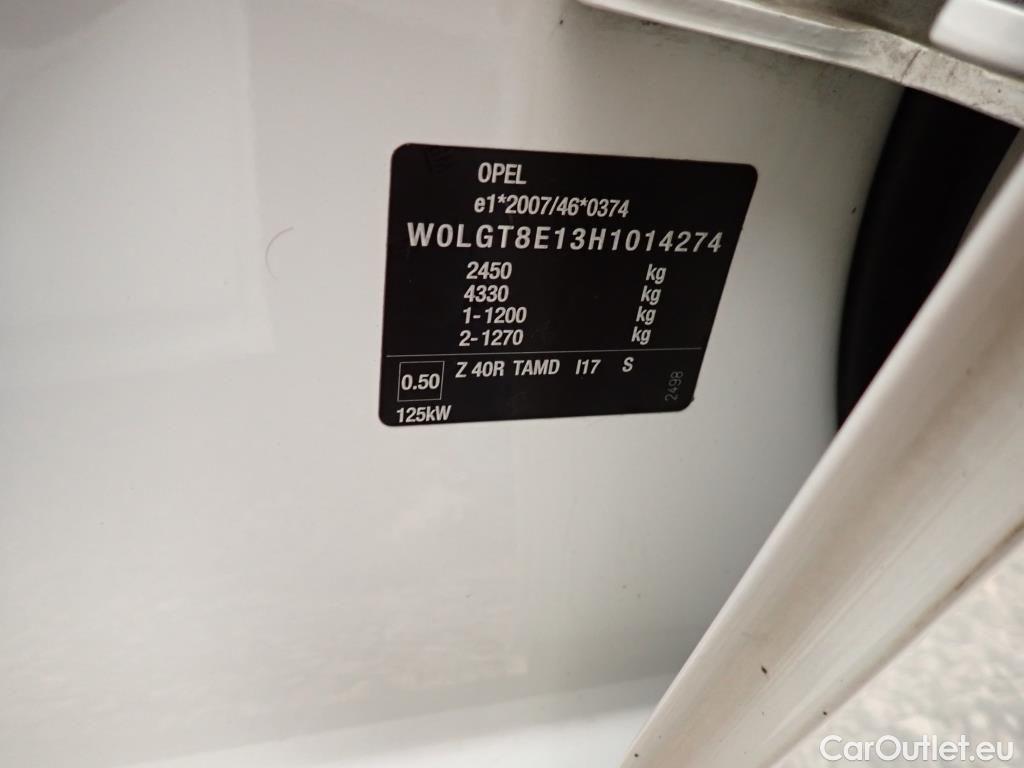 OPEL
e1*2007/46*0374
W0LGT8E13H1014274
2450 kg
4330 kg
1-1200 kg
2-1270 kg
0.50 Z 40R TAMD I17 S
125kW
2498
CarOutlet.eu